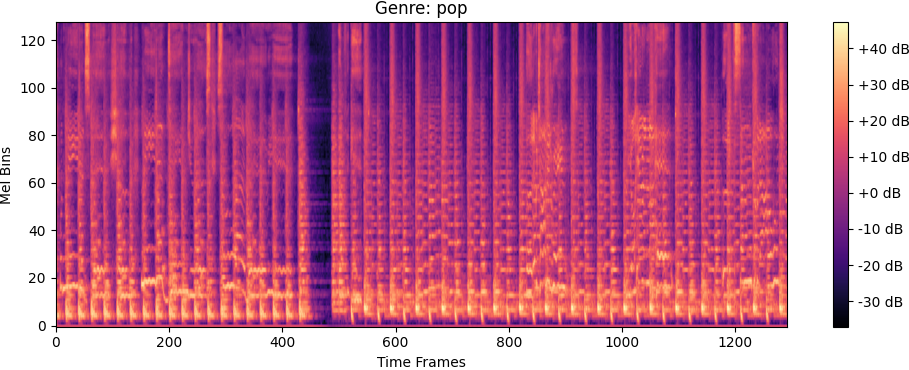 Genre: pop
Mel Bins
120
100
80
60
40
20
0
0 200 400 600 800 1000 1200
Time Frames
+40 dB
+30 dB
+20 dB
+10 dB
+0 dB
-10 dB
-20 dB
-30 dB